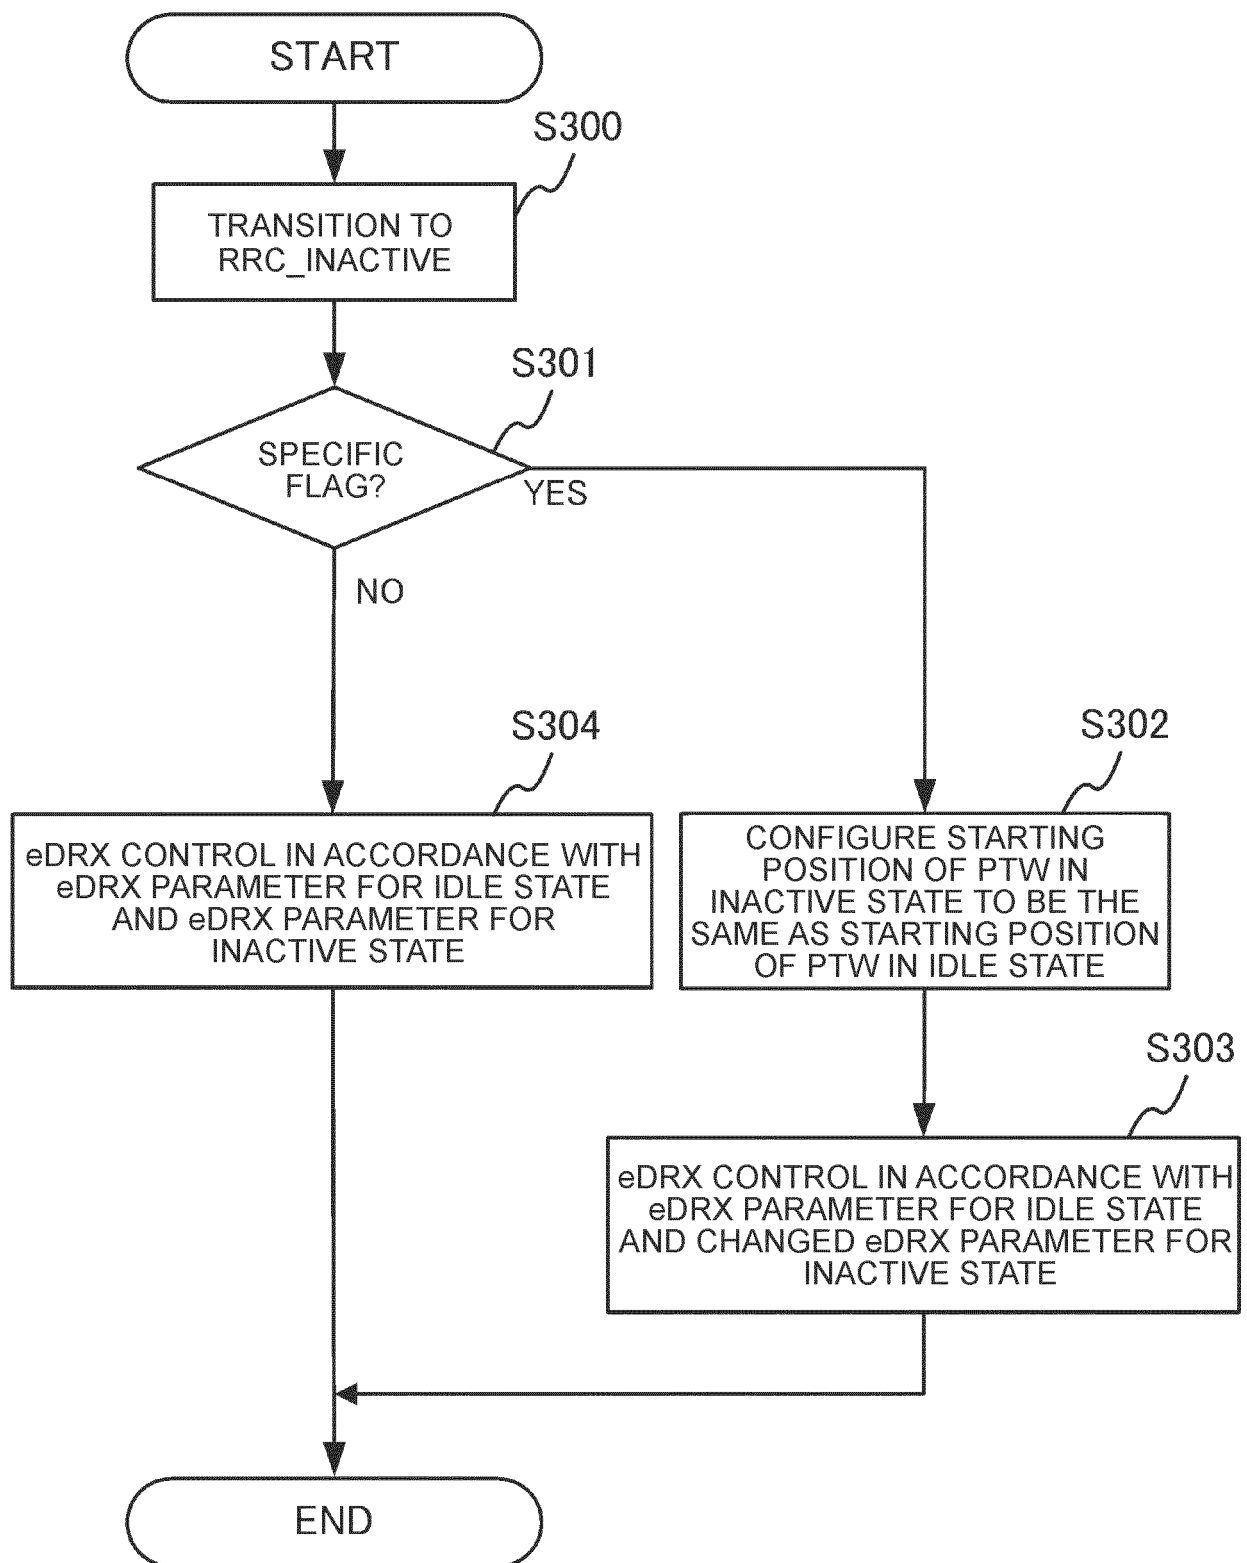 START
S300
TRANSITION TO
RRC_INACTIVE
S301
SPECIFIC
FLAG?
YES
NO
S304
eDRX CONTROL IN ACCORDANCE WITH
eDRX PARAMETER FOR IDLE STATE
AND eDRX PARAMETER FOR
INACTIVE STATE
S302
CONFIGURE STARTING
POSITION OF PTW IN
INACTIVE STATE TO BE THE
SAME AS STARTING POSITION
OF PTW IN IDLE STATE
S303
eDRX CONTROL IN ACCORDANCE WITH
eDRX PARAMETER FOR IDLE STATE
AND CHANGED eDRX PARAMETER FOR
INACTIVE STATE
END